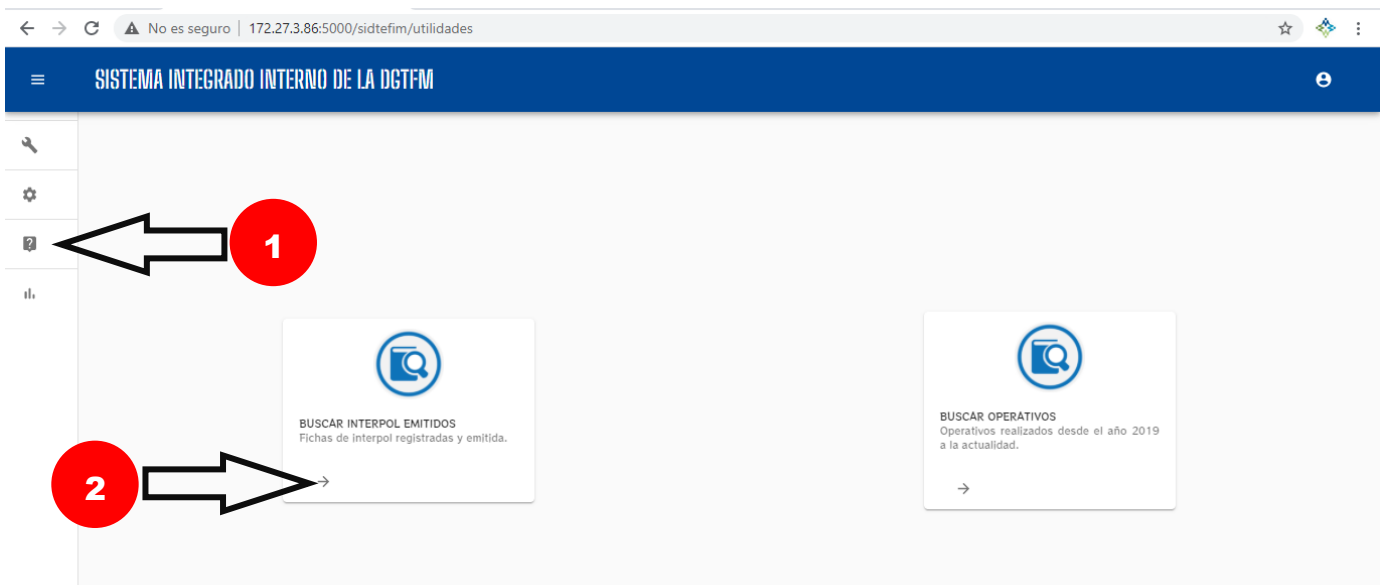 No es seguro | 172.27.3.86:5000/sidtefim/utilidades
SISTEMA INTEGRADO INTERNO DE LA DGTFM
1
BUSCAR INTERPOL EMITIDOS
Fichas de interpol registradas y emitida.
2
BUSCAR OPERATIVOS
Operativos realizados desde el año 2019
a la actualidad.